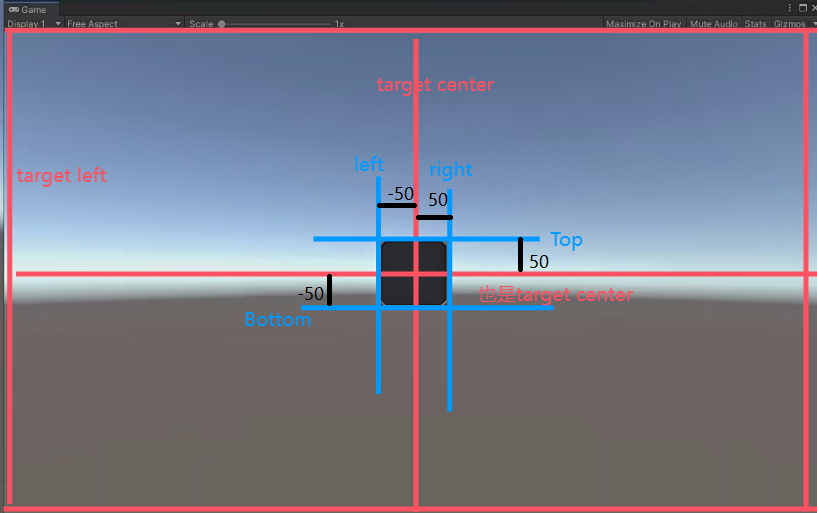 Game
Display 1
Free Aspect
Scale
1x
Maximize On Play
Mute Audio
Stats
Gizmos
target center
target left
left
right
-50
50
Top
50
-50
也是target center
Bottom